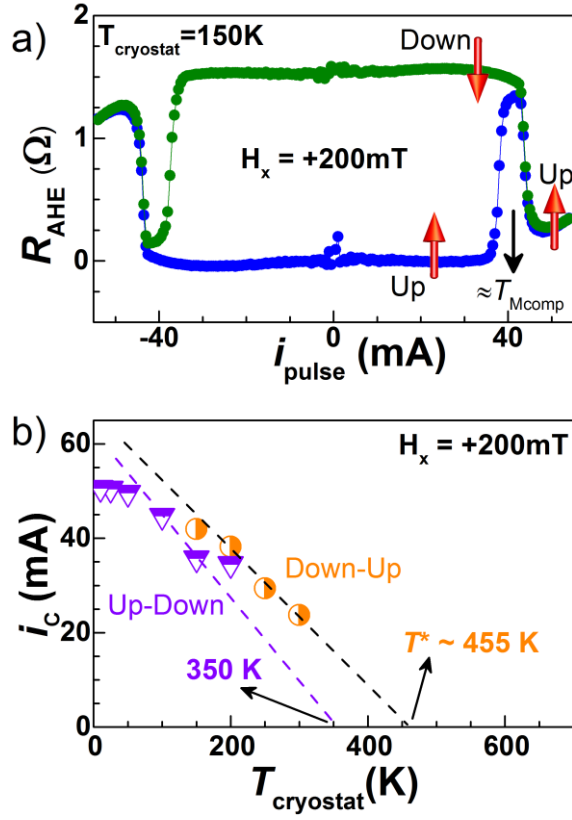 a)
T_cryostat=150K
Down
H_x = +200mT
Up
Up
≈T_Mcomp
R_AHE (Ω)
2
1
0
-40
0
40
i_pulse (mA)
b)
H_x = +200mT
60
40
20
0
i_C (mA)
Down-Up
Up-Down
T* ~ 455 K
350 K
0
200
400
600
T_cryostat(K)